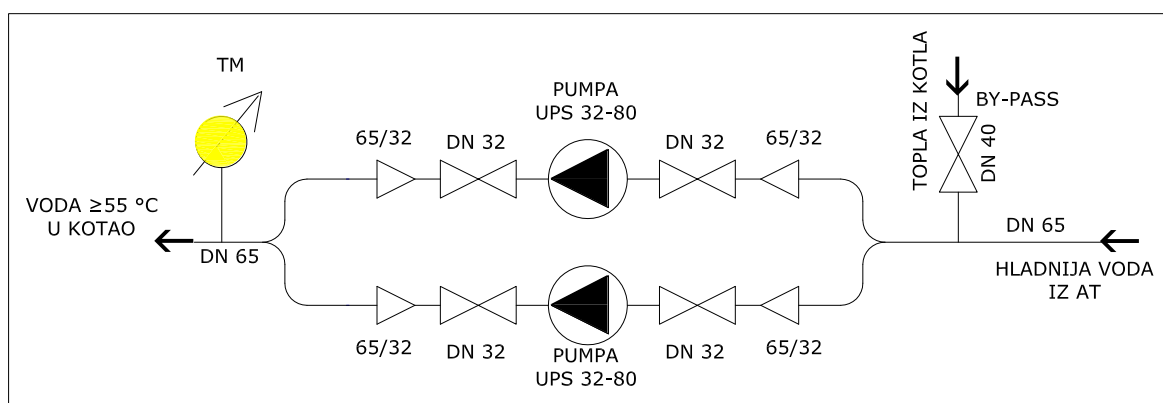 TM
PUMPA
UPS 32-80
TOPLA IZ KOTLA
BY-PASS
DN 40
65/32
DN 32
DN 32
65/32
VODA ≥55 °C
U KOTAO
DN 65
DN 65
HLADNIJA VODA
IZ AT
65/32
DN 32
PUMPA
UPS 32-80
DN 32
65/32